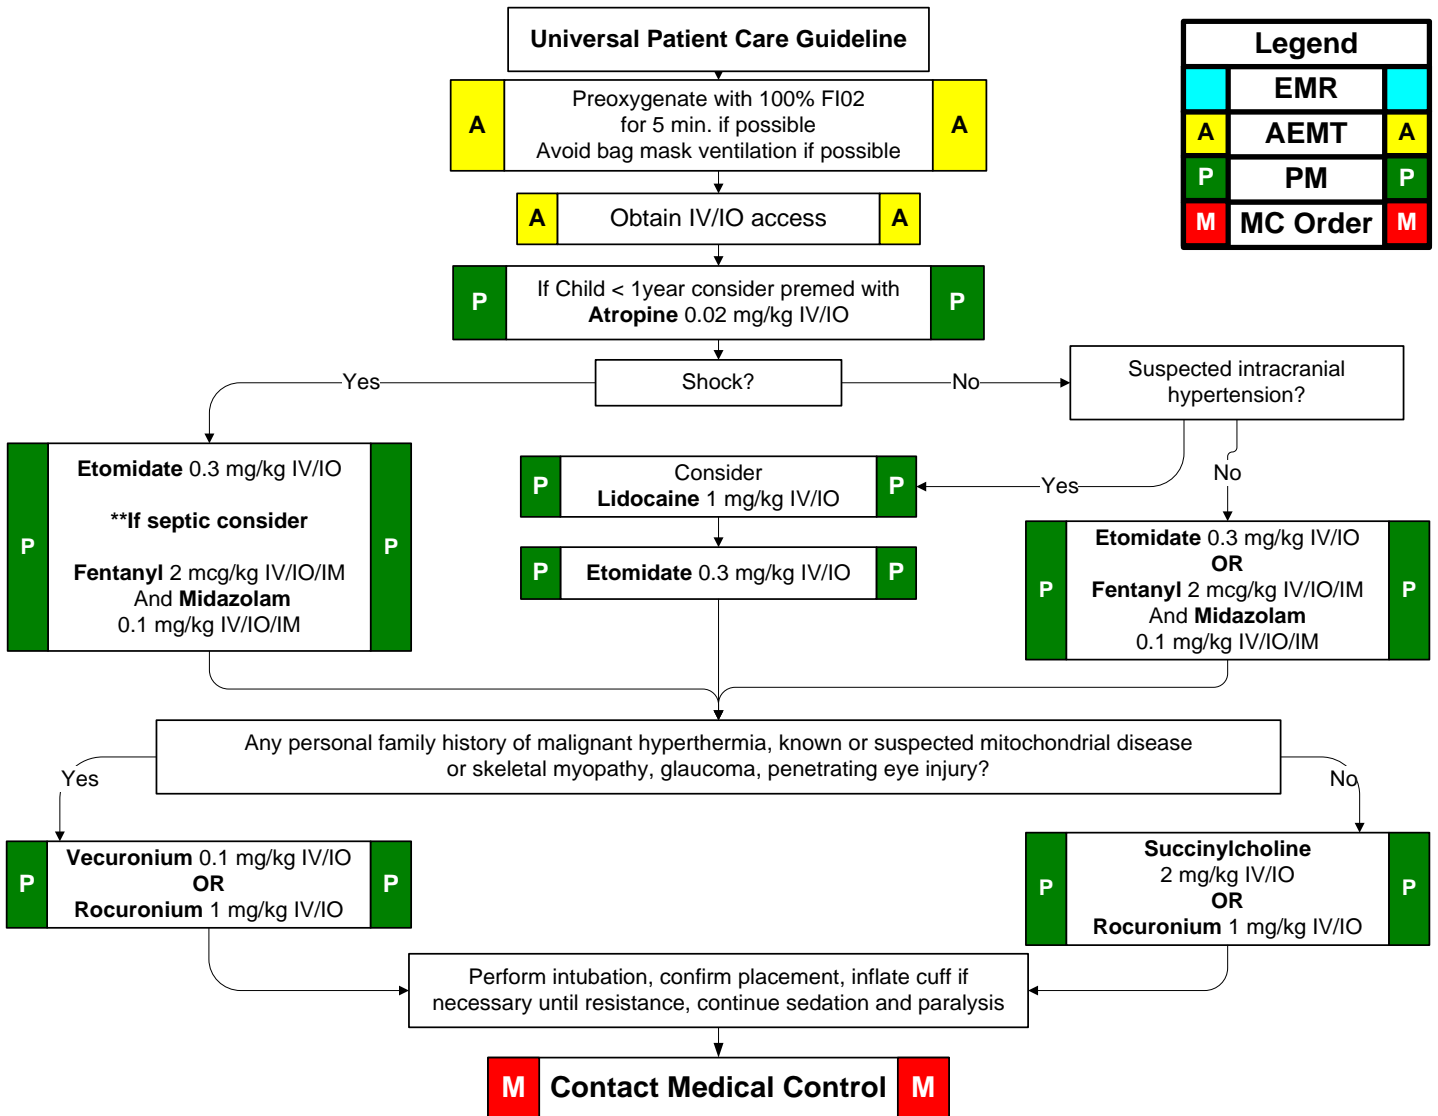 Universal Patient Care Guideline
Legend
EMR
A AEMT A
P PM P
M MC Order M
A A
Preoxygenate with 100% FI02
for 5 min. if possible
Avoid bag mask ventilation if possible
A Obtain IV/IO access A
P P
If Child < 1year consider premed with
Atropine 0.02 mg/kg IV/IO
Shock?
Yes
No
Suspected intracranial
hypertension?
Yes
No
P P
Etomidate 0.3 mg/kg IV/IO
**If septic consider
Fentanyl 2 mcg/kg IV/IO/IM
And Midazolam
0.1 mg/kg IV/IO/IM
P P
Consider
Lidocaine 1 mg/kg IV/IO
P Etomidate 0.3 mg/kg IV/IO P
P P
Etomidate 0.3 mg/kg IV/IO
OR
Fentanyl 2 mcg/kg IV/IO/IM
And Midazolam
0.1 mg/kg IV/IO/IM
Any personal family history of malignant hyperthermia, known or suspected mitochondrial disease
or skeletal myopathy, glaucoma, penetrating eye injury?
Yes
No
P P
Vecuronium 0.1 mg/kg IV/IO
OR
Rocuronium 1 mg/kg IV/IO
P P
Succinylcholine
2 mg/kg IV/IO
OR
Rocuronium 1 mg/kg IV/IO
Perform intubation, confirm placement, inflate cuff if
necessary until resistance, continue sedation and paralysis
M Contact Medical Control M